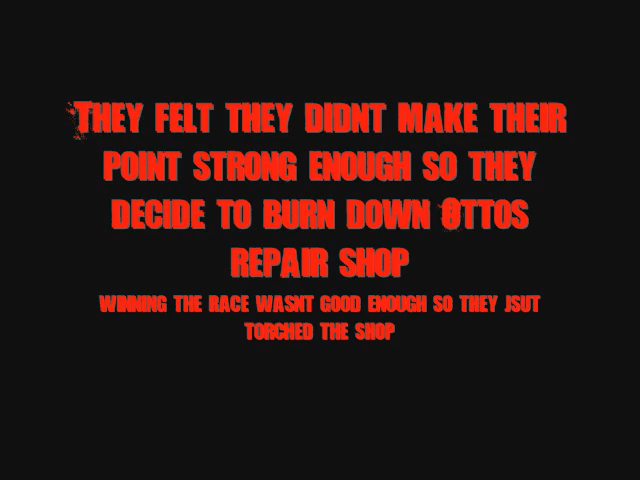 They felt they didnt make their
point strong enough so they
decide to burn down Ottos
repair shop
winning the race wasnt good enough so they jsut
torched the shop